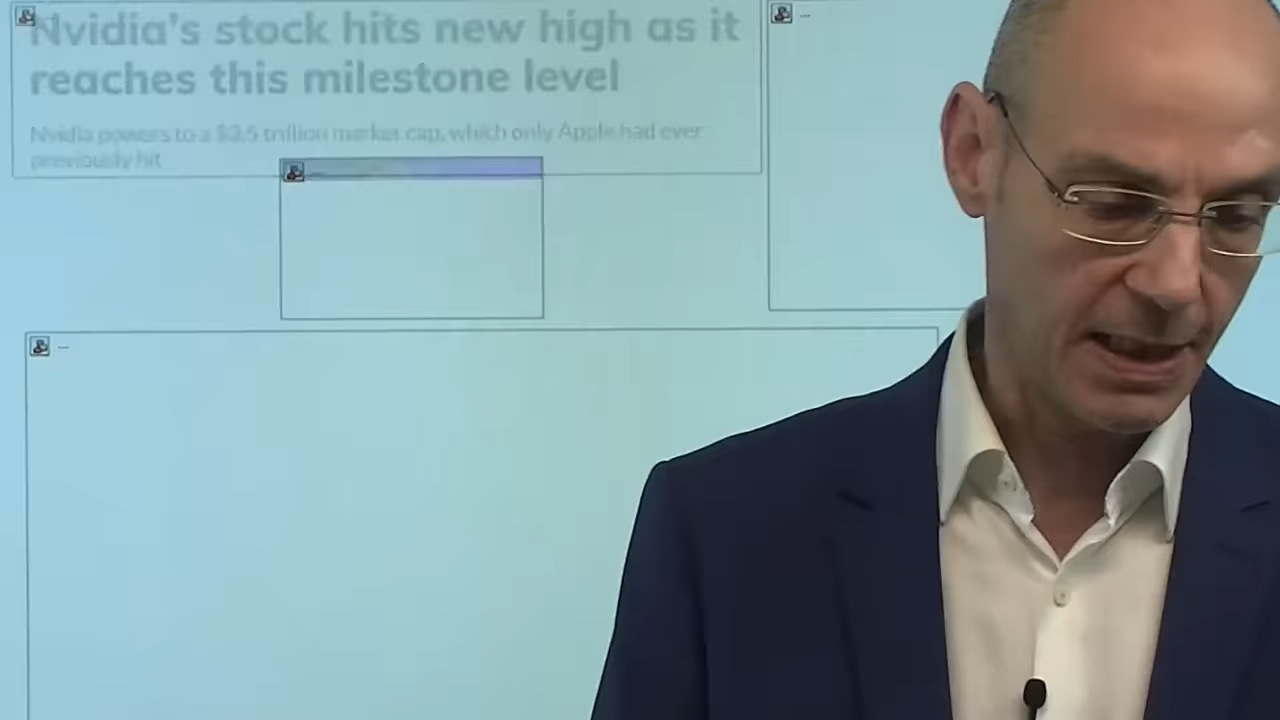 Nvidia's stock hits new high as it
reaches this milestone level
Nvidia powers to a $3.5 trillion market cap, which only Apple had ever
previously hit